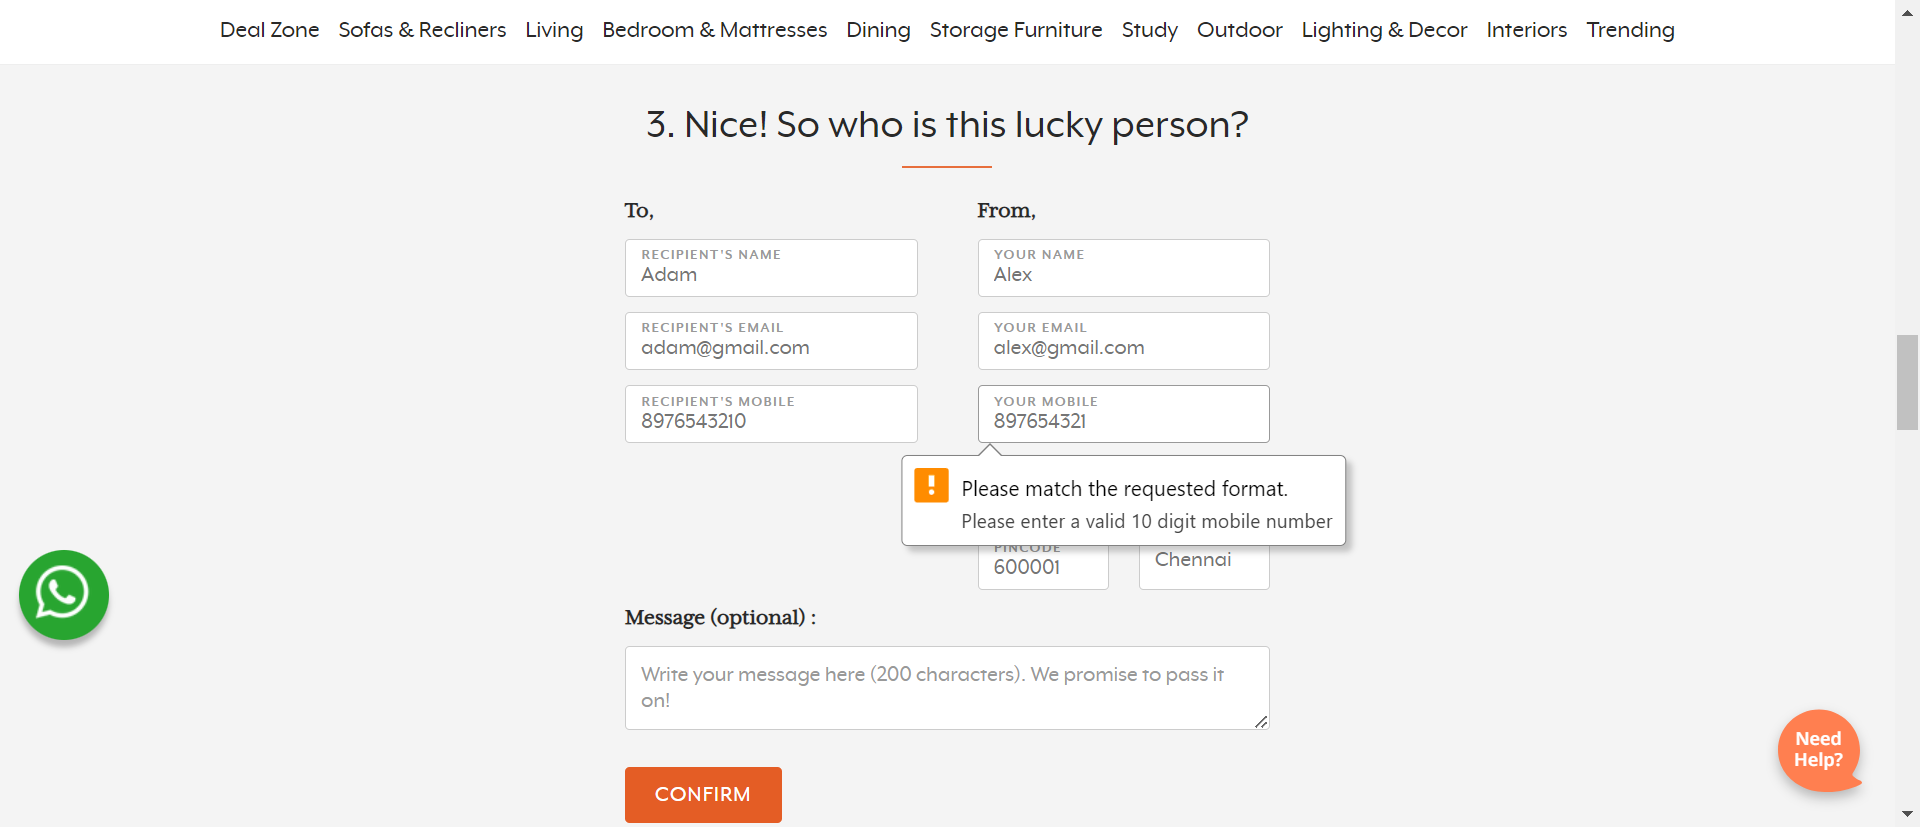 Deal Zone Sofas & Recliners Living Bedroom & Mattresses Dining Storage Furniture Study Outdoor Lighting & Decor Interiors Trending
3. Nice! So who is this lucky person?
To,
From,
RECIPIENT'S NAME
Adam
YOUR NAME
Alex
RECIPIENT'S EMAIL
adam@gmail.com
YOUR EMAIL
alex@gmail.com
RECIPIENT'S MOBILE
8976543210
YOUR MOBILE
897654321
Please match the requested format.
Please enter a valid 10 digit mobile number
PINCODE
600001
Chennai
Message (optional) :
Write your message here (200 characters). We promise to pass it
on!
CONFIRM
Need
Help?